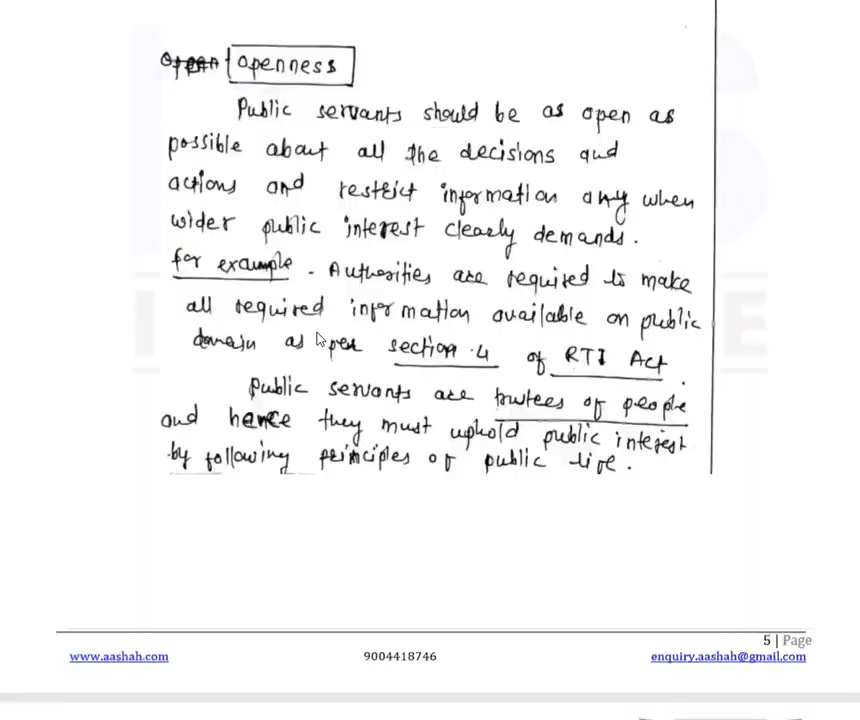 Open Openness
Public servants should be as open as
possible about all the decisions and
actions and restrict information any when
wider public interest clearly demands.
for example - Authorities are required to make
all required information available on public
domain as per section 4 of RTI Act.
Public servants are trutees of people
and hence they must uphold public interest
by following principles of public live.
5 | Page
www.aashah.com 9004418746 enquiry.aashah@gmail.com